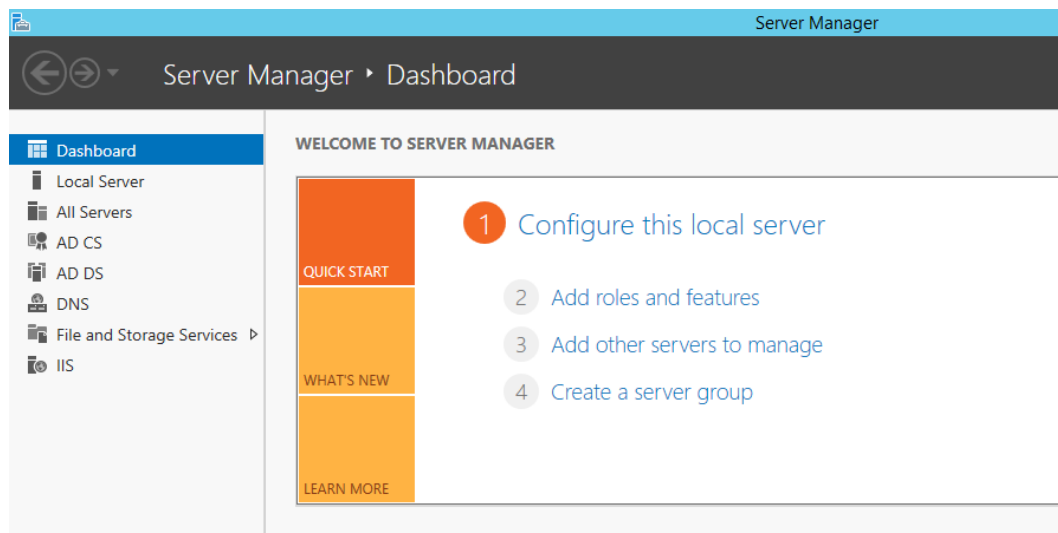 Server Manager
Server Manager ‣ Dashboard
Dashboard
Local Server
All Servers
AD CS
AD DS
DNS
File and Storage Services
IIS
WELCOME TO SERVER MANAGER
QUICK START
WHAT'S NEW
LEARN MORE
1 Configure this local server
2 Add roles and features
3 Add other servers to manage
4 Create a server group